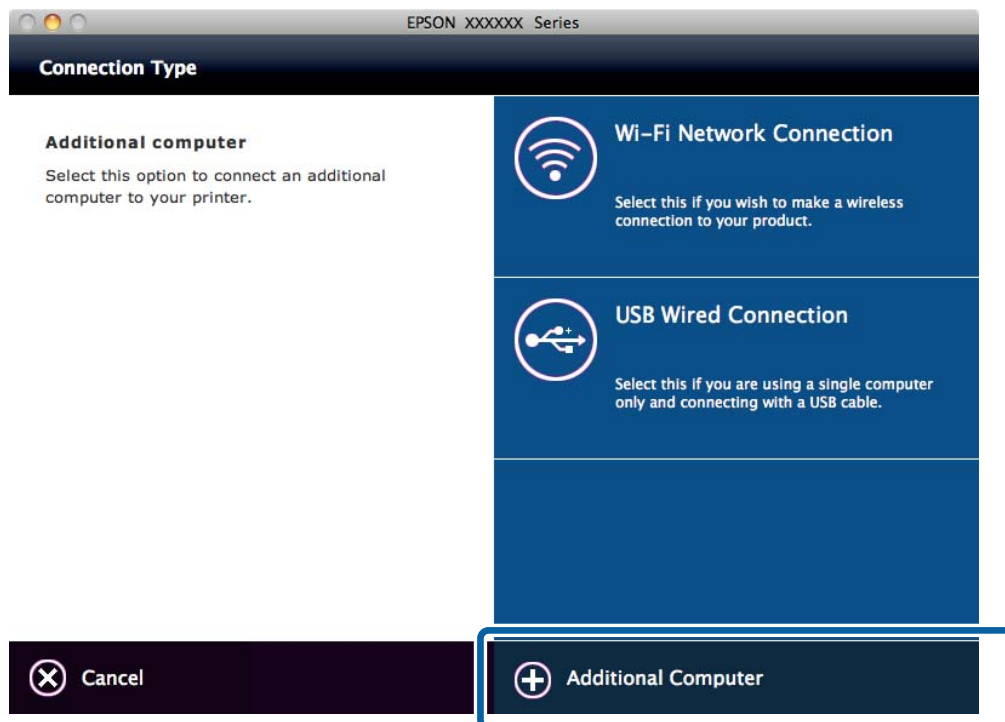 EPSON XXXXXX Series
Connection Type
Additional computer
Select this option to connect an additional
computer to your printer.
Wi-Fi Network Connection
Select this if you wish to make a wireless
connection to your product.
USB Wired Connection
Select this if you are using a single computer
only and connecting with a USB cable.
Cancel
Additional Computer